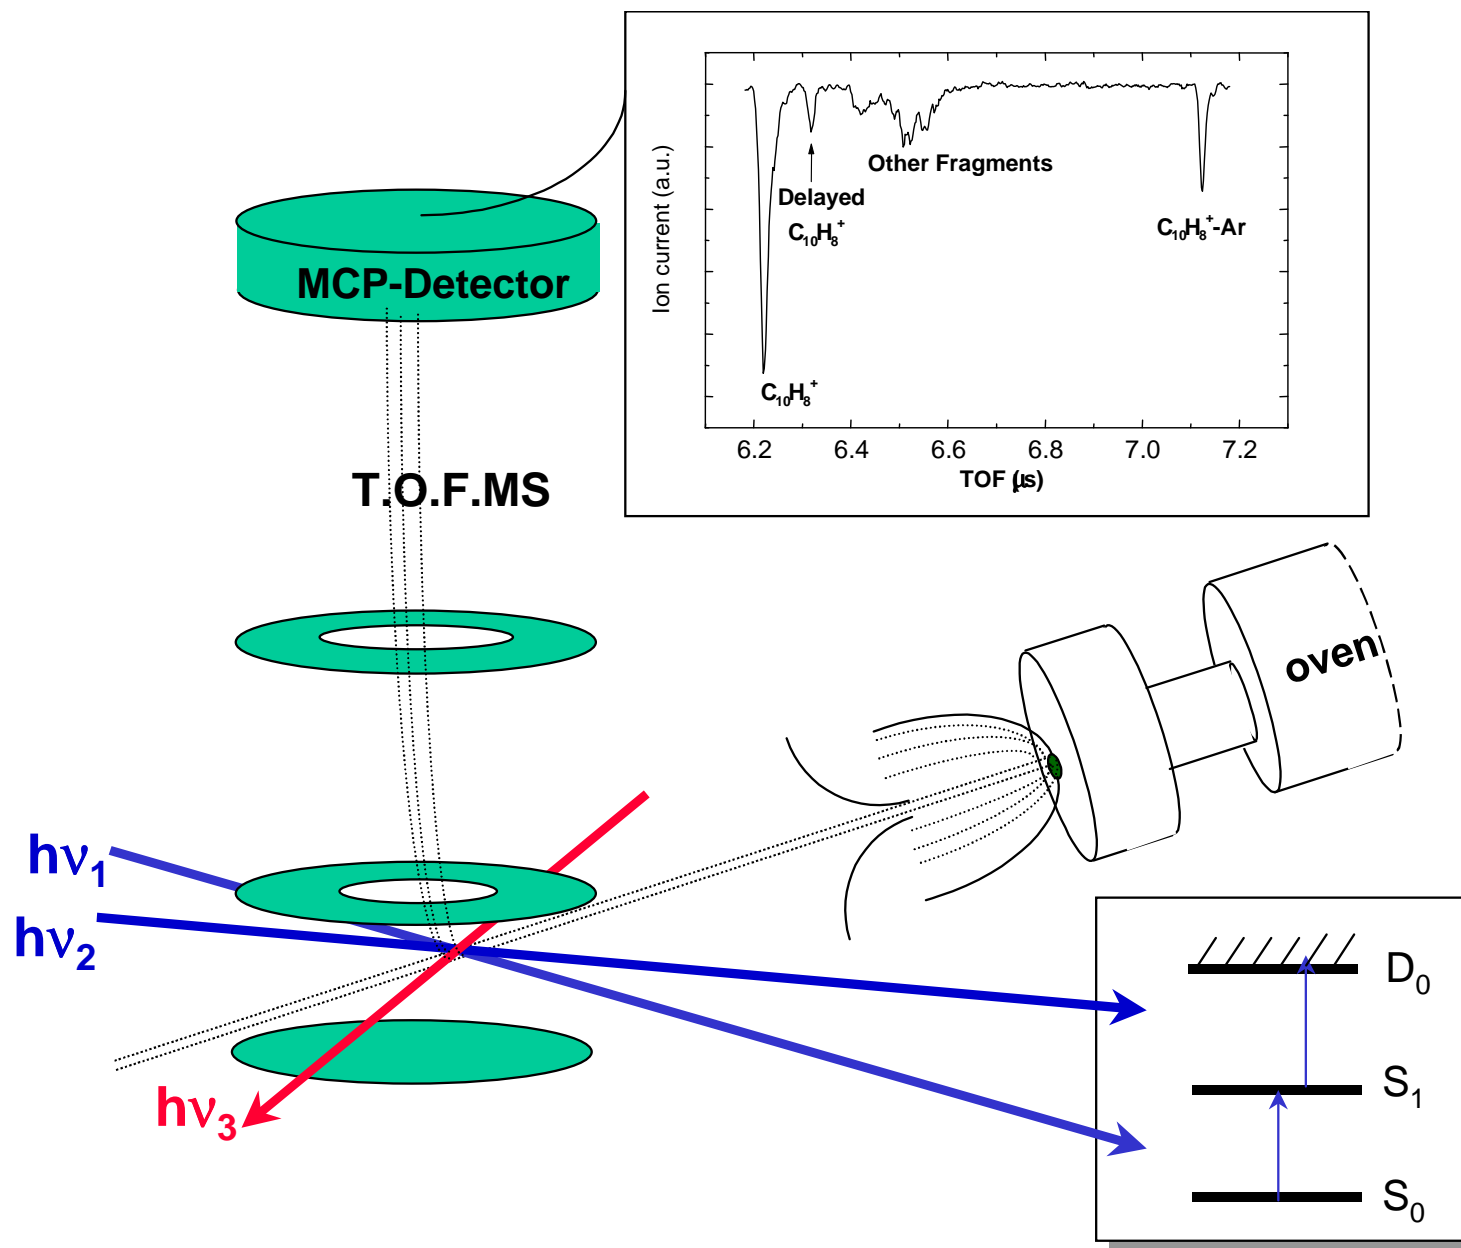 Ion current (a.u.)
Other Fragments
Delayed
C₁₀H₈⁺
C₁₀H₈⁺-Ar
C₁₀H₈⁺
6.2 6.4 6.6 6.8 7.0 7.2
TOF (µs)
MCP-Detector
T.O.F.MS
oven
hν₁
hν₂
hν₃
D₀
S₁
S₀